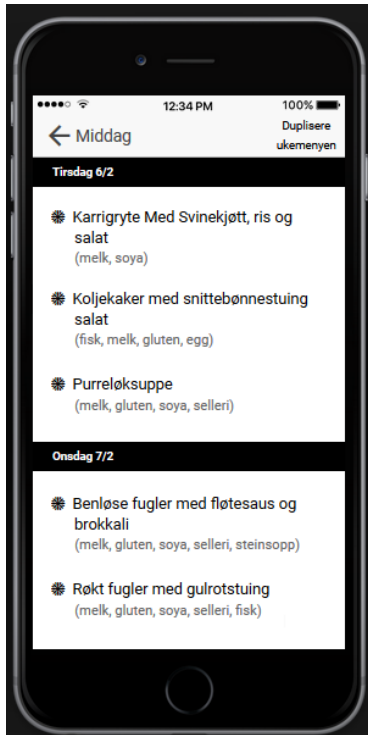 12:34 PM
100%
Middag
Duplisere
ukemenyen
Tirsdag 6/2
Karrigryte Med Svinekjøtt, ris og
salat
(melk, soya)
Koljekaker med snittebønnestuing
salat
(fisk, melk, gluten, egg)
Purreløksuppe
(melk, gluten, soya, selleri)
Onsdag 7/2
Benløse fugler med fløtesaus og
brokkali
(melk, gluten, soya, selleri, steinsopp)
Røkt fugler med gulrotstuing
(melk, gluten, soya, selleri, fisk)